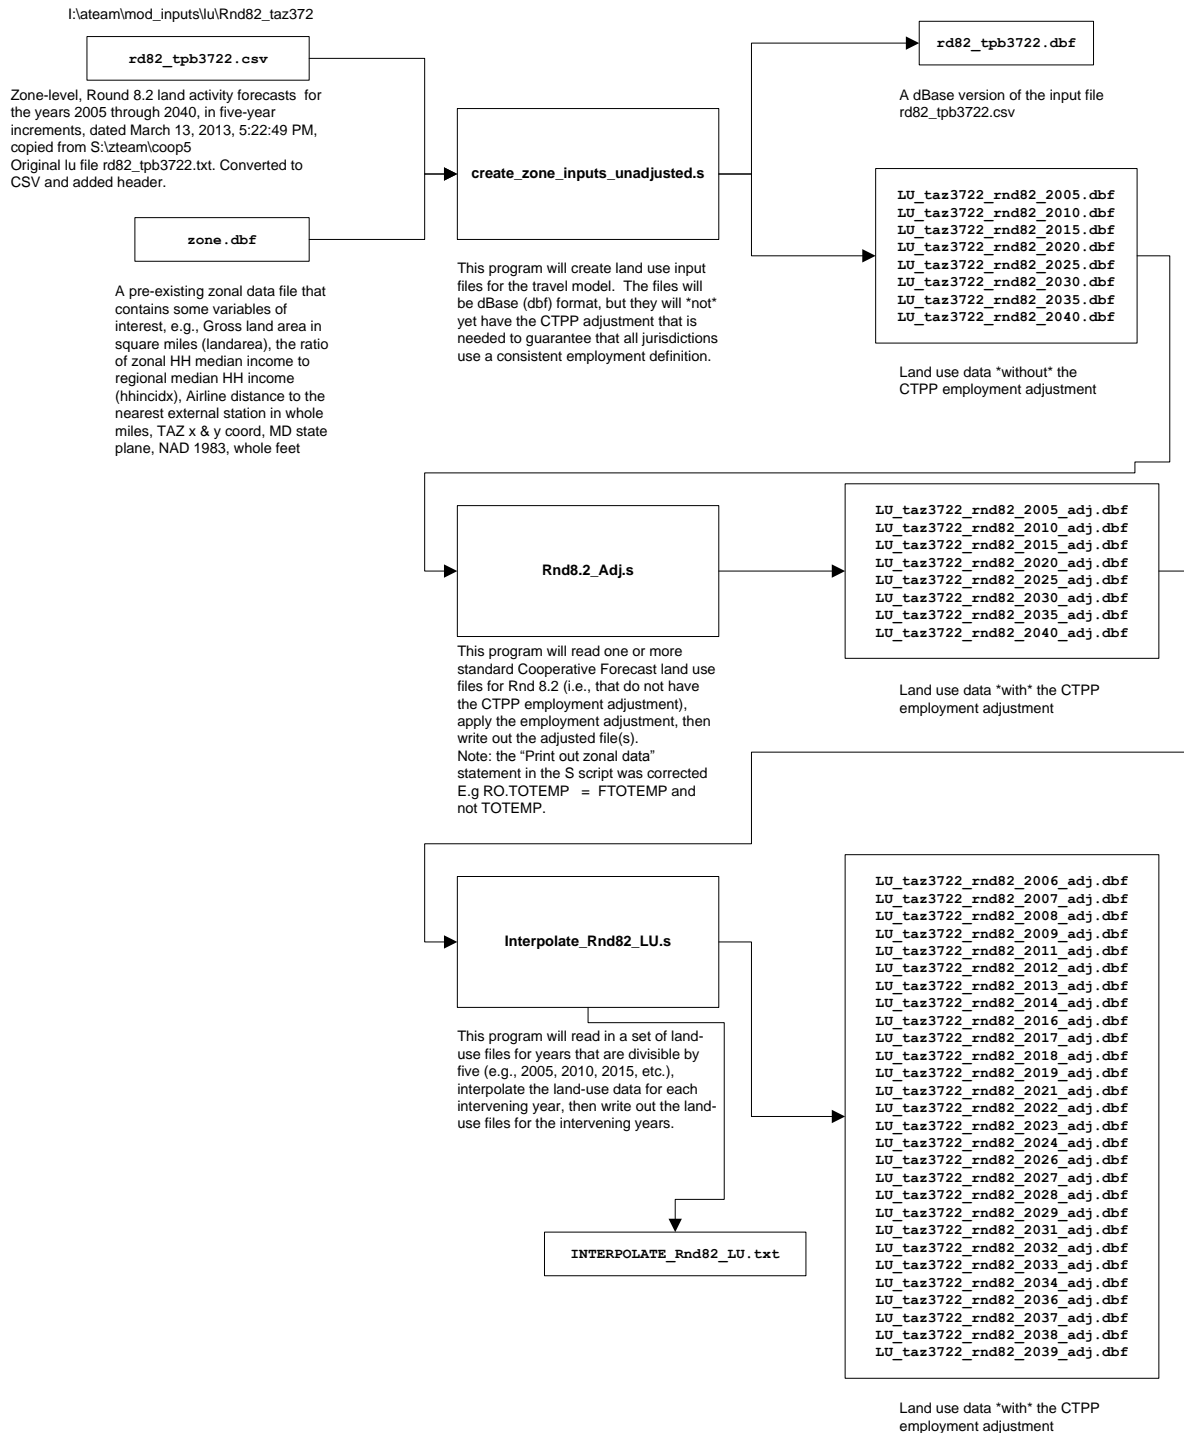 I:\ateam\mod_inputs\lu\Rnd82_taz372
rd82_tpb3722.csv
Zone-level, Round 8.2 land activity forecasts  for
the years 2005 through 2040, in five-year
increments, dated March 13, 2013, 5:22:49 PM,
copied from S:\zteam\coop5
Original lu file rd82_tpb3722.txt. Converted to
CSV and added header.
zone.dbf
A pre-existing zonal data file that
contains some variables of
interest, e.g., Gross land area in
square miles (landarea), the ratio
of zonal HH median income to
regional median HH income
(hhincidx), Airline distance to the
nearest external station in whole
miles, TAZ x & y coord, MD state
plane, NAD 1983, whole feet
create_zone_inputs_unadjusted.s
This program will create land use input
files for the travel model.  The files will
be dBase (dbf) format, but they will *not*
yet have the CTPP adjustment that is
needed to guarantee that all jurisdictions
use a consistent employment definition.
rd82_tpb3722.dbf
A dBase version of the input file
rd82_tpb3722.csv
LU_taz3722_rnd82_2005.dbf
LU_taz3722_rnd82_2010.dbf
LU_taz3722_rnd82_2015.dbf
LU_taz3722_rnd82_2020.dbf
LU_taz3722_rnd82_2025.dbf
LU_taz3722_rnd82_2030.dbf
LU_taz3722_rnd82_2035.dbf
LU_taz3722_rnd82_2040.dbf
Land use data *without* the
CTPP employment adjustment
Rnd8.2_Adj.s
This program will read one or more
standard Cooperative Forecast land use
files for Rnd 8.2 (i.e., that do not have
the CTPP employment adjustment),
apply the employment adjustment, then
write out the adjusted file(s).
Note: the “Print out zonal data”
statement in the S script was corrected
E.g RO.TOTEMP   =  FTOTEMP and
not TOTEMP.
LU_taz3722_rnd82_2005_adj.dbf
LU_taz3722_rnd82_2010_adj.dbf
LU_taz3722_rnd82_2015_adj.dbf
LU_taz3722_rnd82_2020_adj.dbf
LU_taz3722_rnd82_2025_adj.dbf
LU_taz3722_rnd82_2030_adj.dbf
LU_taz3722_rnd82_2035_adj.dbf
LU_taz3722_rnd82_2040_adj.dbf
Land use data *with* the CTPP
employment adjustment
Interpolate_Rnd82_LU.s
This program will read in a set of land-
use files for years that are divisible by
five (e.g., 2005, 2010, 2015, etc.),
interpolate the land-use data for each
intervening year, then write out the land-
use files for the intervening years.
INTERPOLATE_Rnd82_LU.txt
LU_taz3722_rnd82_2006_adj.dbf
LU_taz3722_rnd82_2007_adj.dbf
LU_taz3722_rnd82_2008_adj.dbf
LU_taz3722_rnd82_2009_adj.dbf
LU_taz3722_rnd82_2011_adj.dbf
LU_taz3722_rnd82_2012_adj.dbf
LU_taz3722_rnd82_2013_adj.dbf
LU_taz3722_rnd82_2014_adj.dbf
LU_taz3722_rnd82_2016_adj.dbf
LU_taz3722_rnd82_2017_adj.dbf
LU_taz3722_rnd82_2018_adj.dbf
LU_taz3722_rnd82_2019_adj.dbf
LU_taz3722_rnd82_2021_adj.dbf
LU_taz3722_rnd82_2022_adj.dbf
LU_taz3722_rnd82_2023_adj.dbf
LU_taz3722_rnd82_2024_adj.dbf
LU_taz3722_rnd82_2026_adj.dbf
LU_taz3722_rnd82_2027_adj.dbf
LU_taz3722_rnd82_2028_adj.dbf
LU_taz3722_rnd82_2029_adj.dbf
LU_taz3722_rnd82_2031_adj.dbf
LU_taz3722_rnd82_2032_adj.dbf
LU_taz3722_rnd82_2033_adj.dbf
LU_taz3722_rnd82_2034_adj.dbf
LU_taz3722_rnd82_2036_adj.dbf
LU_taz3722_rnd82_2037_adj.dbf
LU_taz3722_rnd82_2038_adj.dbf
LU_taz3722_rnd82_2039_adj.dbf
Land use data *with* the CTPP
employment adjustment